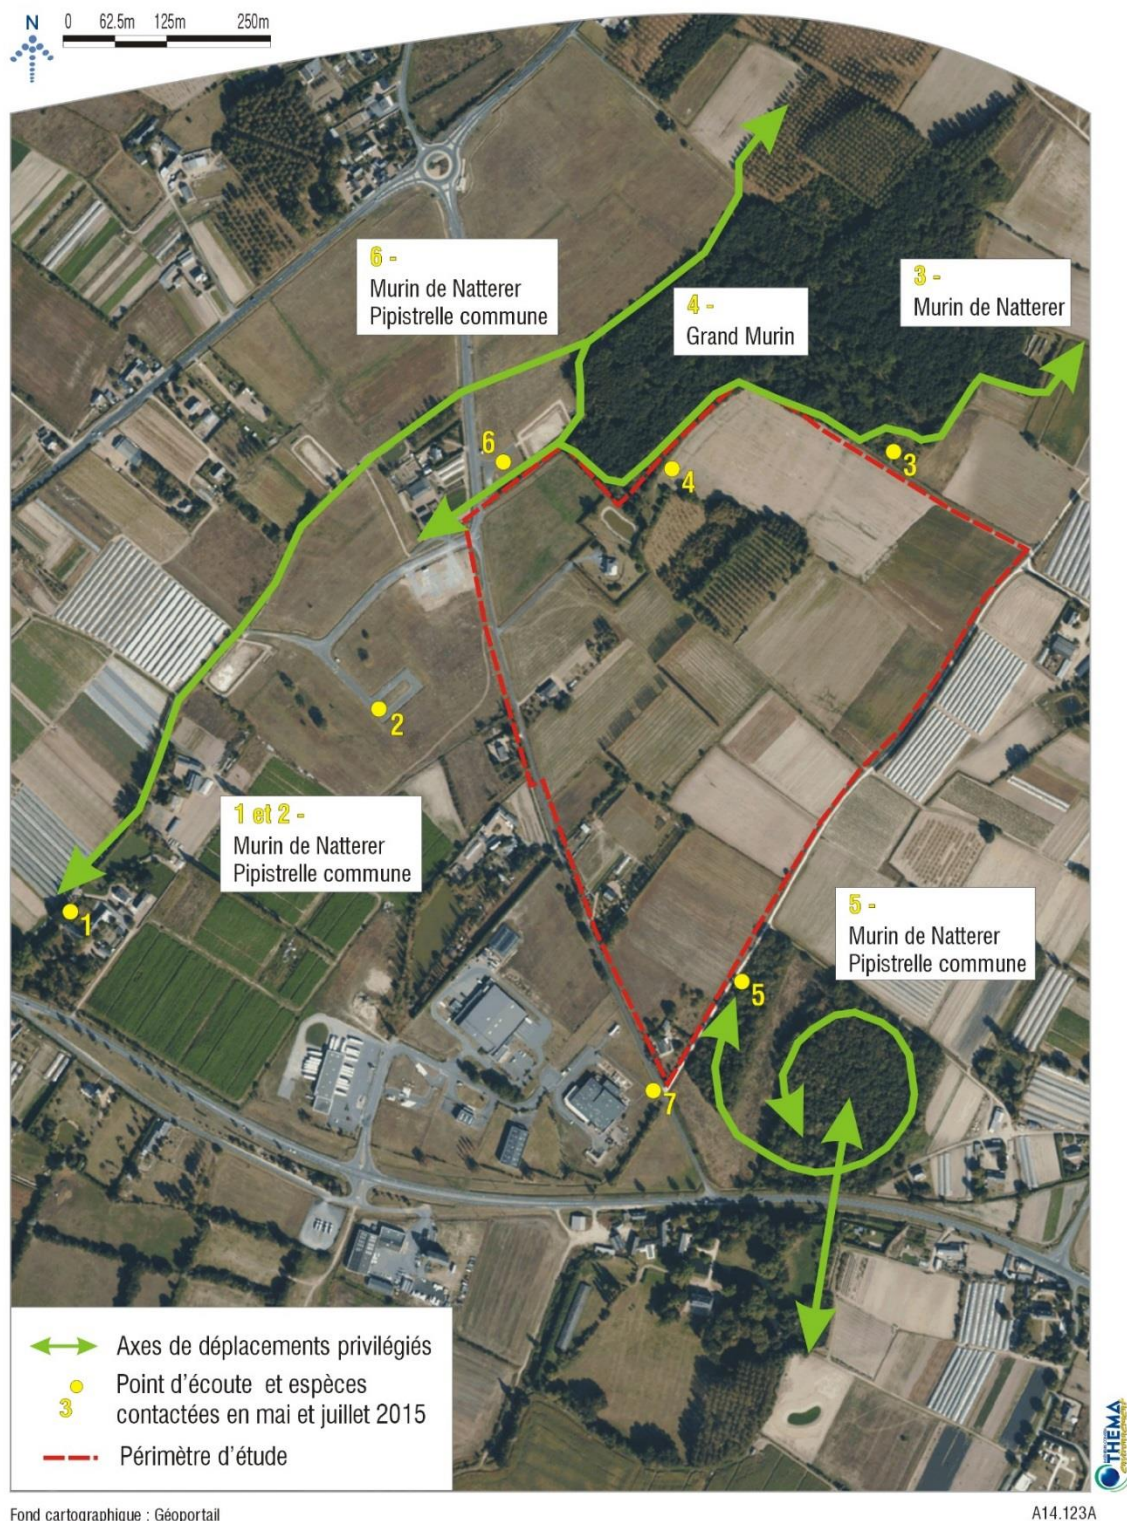 N
0 62.5m 125m 250m
6 -
Murin de Natterer
Pipistrelle commune
4 -
Grand Murin
3 -
Murin de Natterer
6
4
3
2
1 et 2 -
Murin de Natterer
Pipistrelle commune
1
5 -
Murin de Natterer
Pipistrelle commune
5
7
Axes de déplacements privilégiés
3
Point d'écoute et espèces
contactées en mai et juillet 2015
Périmètre d'étude
THEMA
Fond cartographique : Géoportail
A14.123A